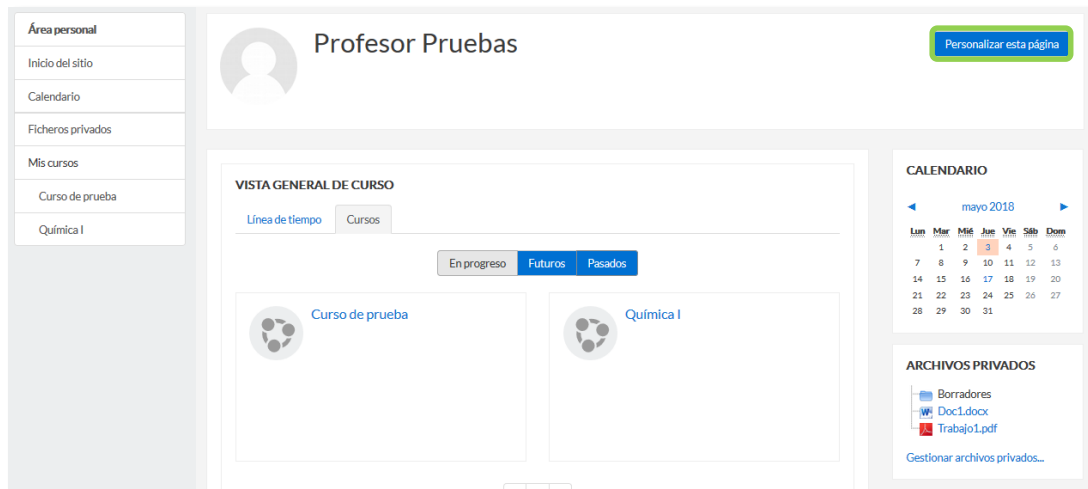 Área personal
Inicio del sitio
Calendario
Ficheros privados
Mis cursos
Curso de prueba
Química I
Profesor Pruebas
Personalizar esta página
VISTA GENERAL DE CURSO
Línea de tiempo Cursos
En progreso Futuros Pasados
Curso de prueba
Química I
CALENDARIO
◄ mayo 2018 ►
Lun Mar Mié Jue Vie Sáb Dom
1 2 3 4 5 6
7 8 9 10 11 12 13
14 15 16 17 18 19 20
21 22 23 24 25 26 27
28 29 30 31
ARCHIVOS PRIVADOS
Borradores
Doc1.docx
Trabajo1.pdf
Gestionar archivos privados...